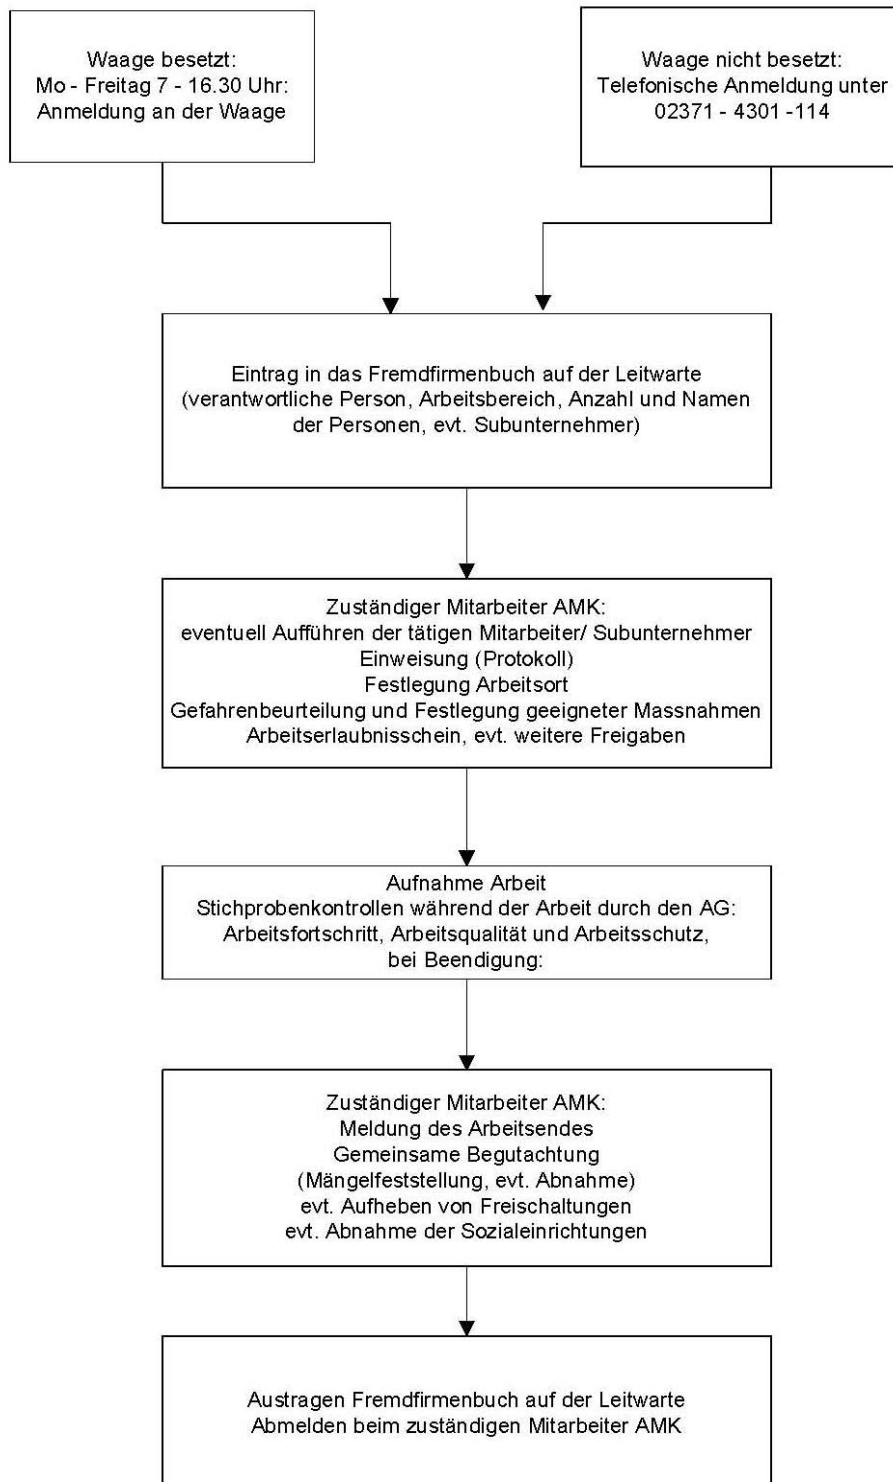 Waage besetzt:
Mo - Freitag 7 - 16.30 Uhr:
Anmeldung an der Waage
Waage nicht besetzt:
Telefonische Anmeldung unter
02371 - 4301 -114
Eintrag in das Fremdfirmenbuch auf der Leitwarte
(verantwortliche Person, Arbeitsbereich, Anzahl und Namen
der Personen, evt. Subunternehmer)
Zuständiger Mitarbeiter AMK:
eventuell Aufführen der tätigen Mitarbeiter/ Subunternehmer
Einweisung (Protokoll)
Festlegung Arbeitsort
Gefahrenbeurteilung und Festlegung geeigneter Massnahmen
Arbeitserlaubnisschein, evt. weitere Freigaben
Aufnahme Arbeit
Stichprobenkontrollen während der Arbeit durch den AG:
Arbeitsfortschritt, Arbeitsqualität und Arbeitsschutz,
bei Beendigung:
Zuständiger Mitarbeiter AMK:
Meldung des Arbeitsendes
Gemeinsame Begutachtung
(Mängelfeststellung, evt. Abnahme)
evt. Aufheben von Freischaltungen
evt. Abnahme der Sozialeinrichtungen
Austragen Fremdfirmenbuch auf der Leitwarte
Abmelden beim zuständigen Mitarbeiter AMK